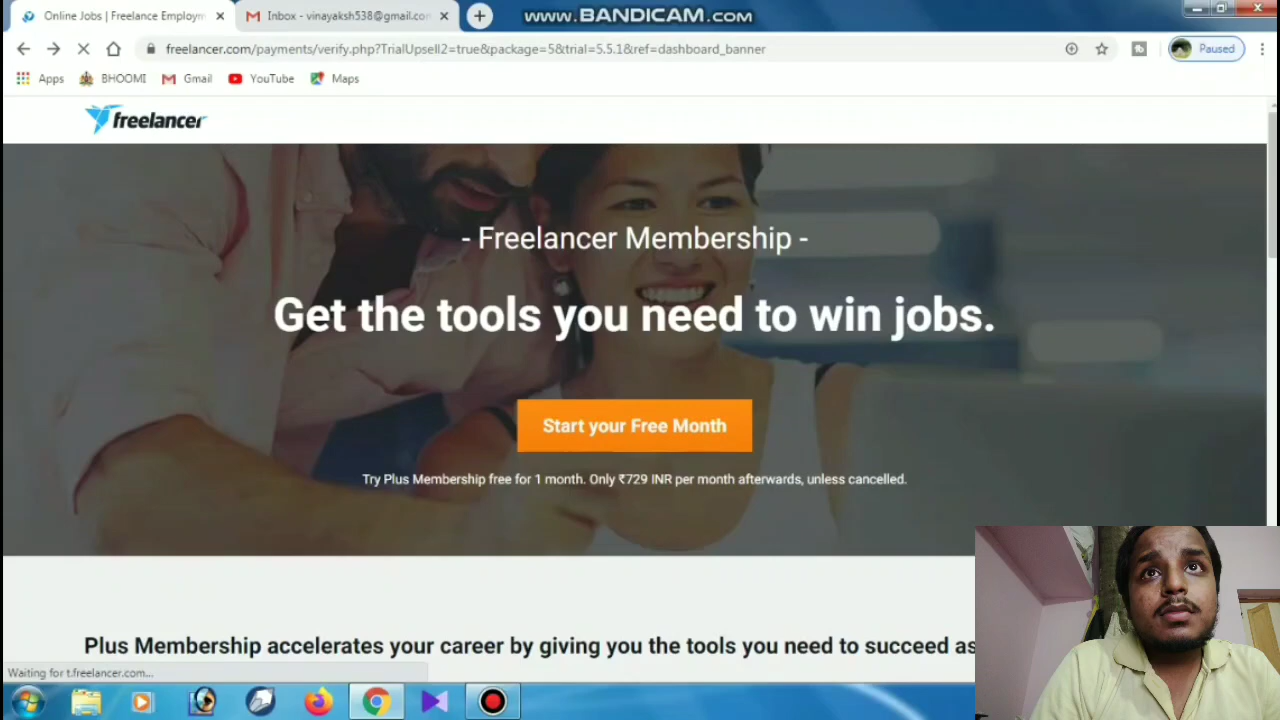 Online Jobs | Freelance Employm
Inbox - vinayaksh538@gmail.con
www.BANDICAM.com
freelancer.com/payments/verify.php?TrialUpsell2=true&package=5&trial=5.5.1&ref=dashboard_banner
Paused
Apps
BHOOMI
Gmail
YouTube
Maps
freelancer
- Freelancer Membership -
Get the tools you need to win jobs.
Start your Free Month
Try Plus Membership free for 1 month. Only ₹729 INR per month afterwards, unless cancelled.
Plus Membership accelerates your career by giving you the tools you need to succeed as
Waiting for t.freelancer.com...